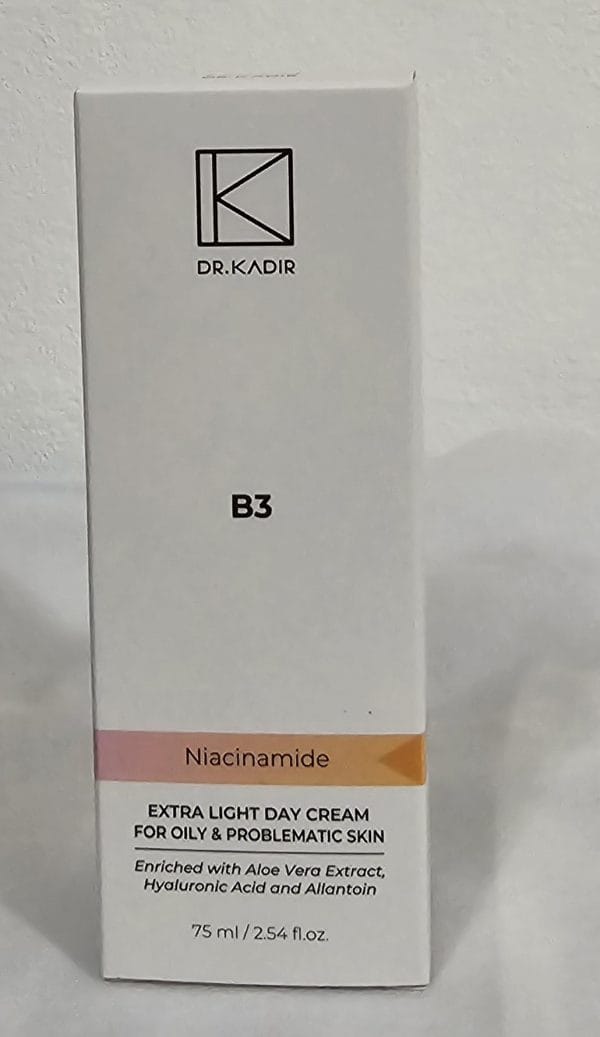 DR.KADIR
B3
Niacinamide
EXTRA LIGHT DAY CREAM
FOR OILY & PROBLEMATIC SKIN
Enriched with Aloe Vera Extract,
Hyaluronic Acid and Allantoin
75 ml / 2.54 fl.oz.